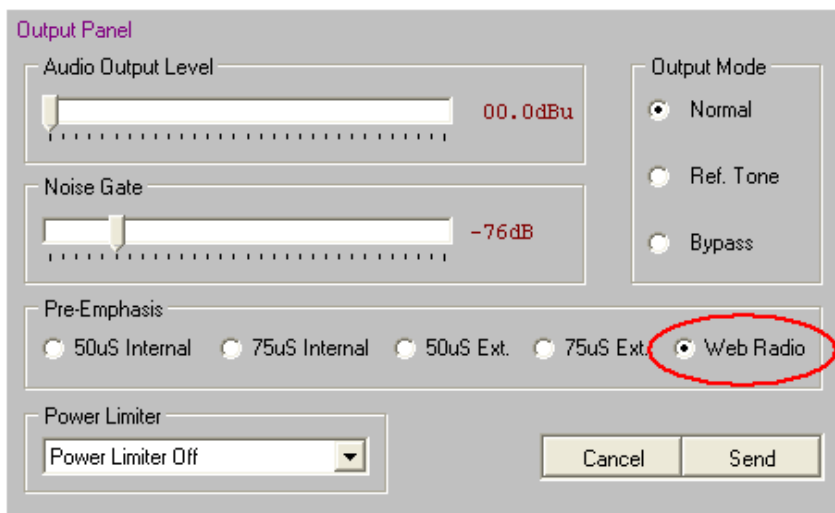 Output Panel
Audio Output Level
00.0dBu
Noise Gate
-76dB
Output Mode
Normal
Ref. Tone
Bypass
Pre-Emphasis
50uS Internal 75uS Internal 50uS Ext. 75uS Ext. Web Radio
Power Limiter
Power Limiter Off
Cancel Send